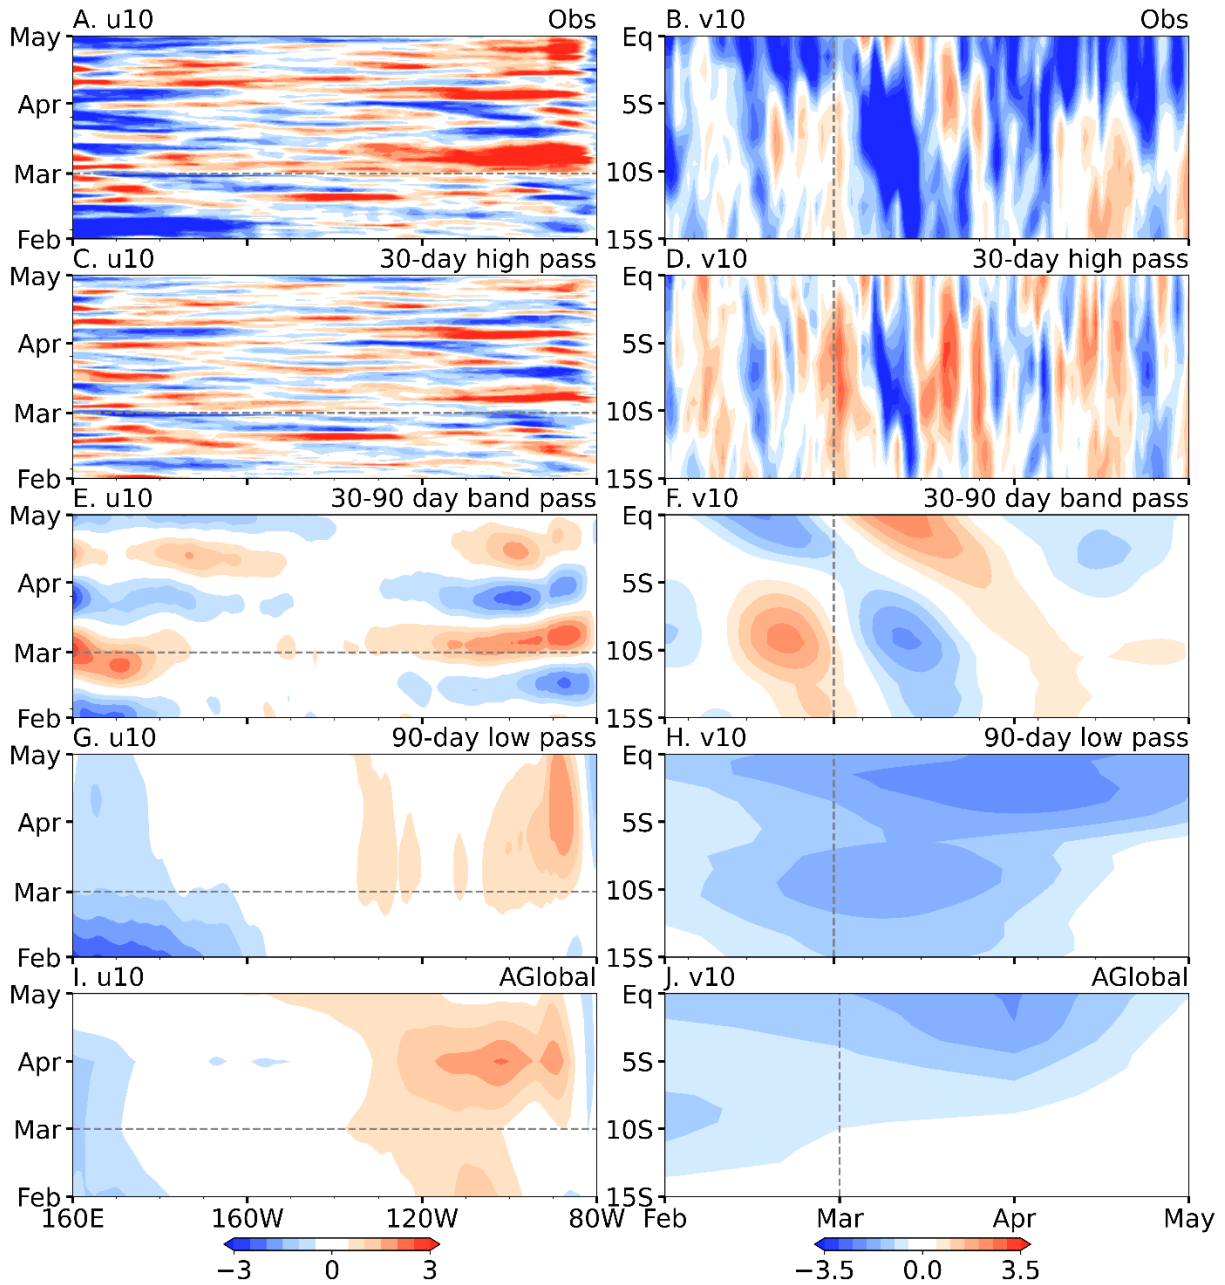 A. u10 Obs B. v10 Obs
May
Apr
Mar
Feb
Eq
5S
10S
15S
C. u10 30-day high pass D. v10 30-day high pass
May
Apr
Mar
Feb
Eq
5S
10S
15S
E. u10 30-90 day band pass F. v10 30-90 day band pass
May
Apr
Mar
Feb
Eq
5S
10S
15S
G. u10 90-day low pass H. v10 90-day low pass
May
Apr
Mar
Feb
Eq
5S
10S
15S
I. u10 AGlobal J. v10 AGlobal
May
Apr
Mar
Feb
Eq
5S
10S
15S
160E 160W 120W 80W Feb Mar Apr May
−3 0 3 −3.5 0.0 3.5